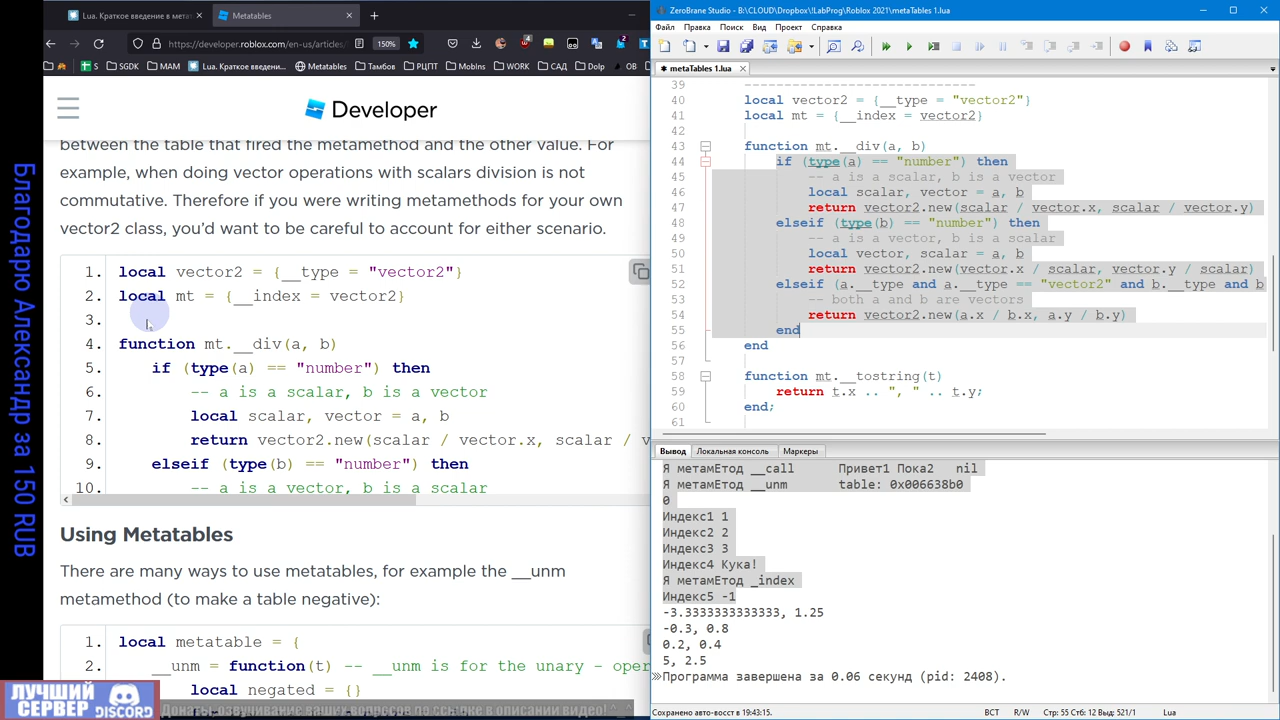 Lua. Краткое введение в мета
Metatables
https://developer.roblox.com/en-us/articles/
150%
S
SGDK
MAM
Lua. Краткое введени...
Metatables
Тамбов
РЦПТ
MobIns
WORK
САД
Dolp
ОВ
Developer
between the table that fired the metamethod and the other value. For
example, when doing vector operations with scalars division is not
commutative. Therefore if you were writing metamethods for your own
vector2 class, you'd want to be careful to account for either scenario.
1. local vector2 = {__type = "vector2"}
2. local mt = {__index = vector2}
3.
4. function mt.__div(a, b)
5. if (type(a) == "number") then
6. -- a is a scalar, b is a vector
7. local scalar, vector = a, b
8. return vector2.new(scalar / vector.x, scalar / v
9. elseif (type(b) == "number") then
10. -- a is a vector, b is a scalar
Using Metatables
There are many ways to use metatables, for example the __unm
metamethod (to make a table negative):
1. local metatable = {
2. __unm = function(t) -- __unm is for the unary - oper
local negated = {}
Благодарю Александр за 150 RUB
ЛУЧШИЙ
СЕРВЕР DISCORD
Донать, озвучивание ваших вопросов по ссылке в описании видео! ^_^
ZeroBrane Studio - B:\CLOUD\Dropbox\!LabProg\Roblox 2021\metaTables 1.lua
Файл Правка Поиск Вид Проект Справка
metaTables 1.lua
39 -----------------------------
40 local vector2 = {__type = "vector2"}
41 local mt = {__index = vector2}
42
43 function mt.__div(a, b)
44 if (type(a) == "number") then
45 -- a is a scalar, b is a vector
46 local scalar, vector = a, b
47 return vector2.new(scalar / vector.x, scalar / vector.y)
48 elseif (type(b) == "number") then
49 -- a is a vector, b is a scalar
50 local vector, scalar = a, b
51 return vector2.new(vector.x / scalar, vector.y / scalar)
52 elseif (a.__type and a.__type == "vector2" and b.__type and b
53 -- both a and b are vectors
54 return vector2.new(a.x / b.x, a.y / b.y)
55 end
56 end
57
58 function mt.__tostring(t)
59 return t.x .. ", " .. t.y;
60 end;
61
Вывод Локальная консоль Маркеры
Я метамЕтод __call Привет1 Пока2 nil
Я метамЕтод __unm table: 0x006638b0
0
Индекс1 1
Индекс2 2
Индекс3 3
Индекс4 Кука!
Я метамЕтод _index
Индекс5 -1
-3.3333333333333, 1.25
-0.3, 0.8
0.2, 0.4
5, 2.5
Программа завершена за 0.06 секунд (pid: 2408).
Сохранено авто-восст в 19:43:15.
ВСТ R/W Стр: 55 Стб: 12 Выд: 521/1 Lua